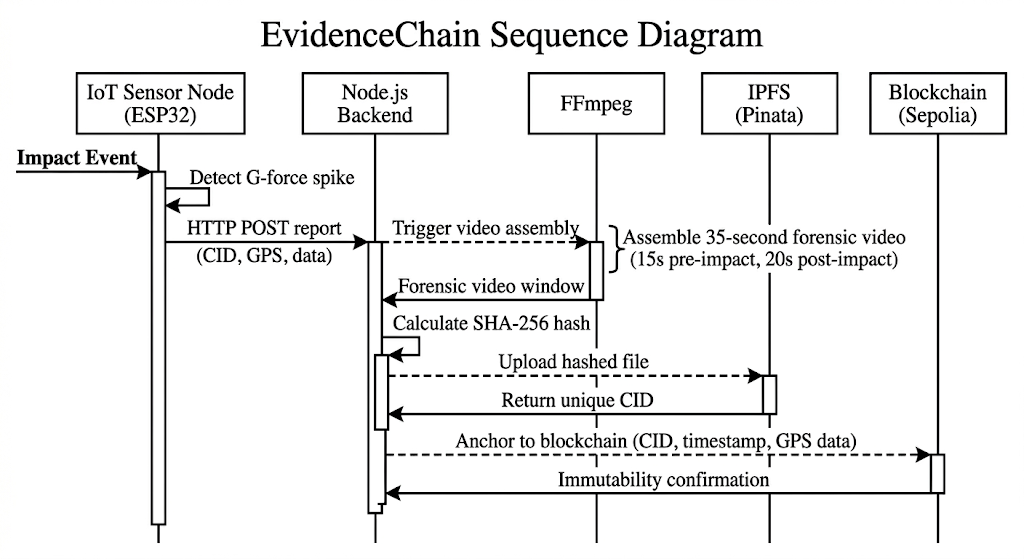 EvidenceChain Sequence Diagram
IoT Sensor Node
(ESP32)
Node.js
Backend
FFmpeg
IPFS
(Pinata)
Blockchain
(Sepolia)
Impact Event
Detect G-force spike
HTTP POST report
(CID, GPS, data)
Trigger video assembly
Assemble 35-second forensic video
(15s pre-impact, 20s post-impact)
Forensic video window
Calculate SHA-256 hash
Upload hashed file
Return unique CID
Anchor to blockchain (CID, timestamp, GPS data)
Immutability confirmation